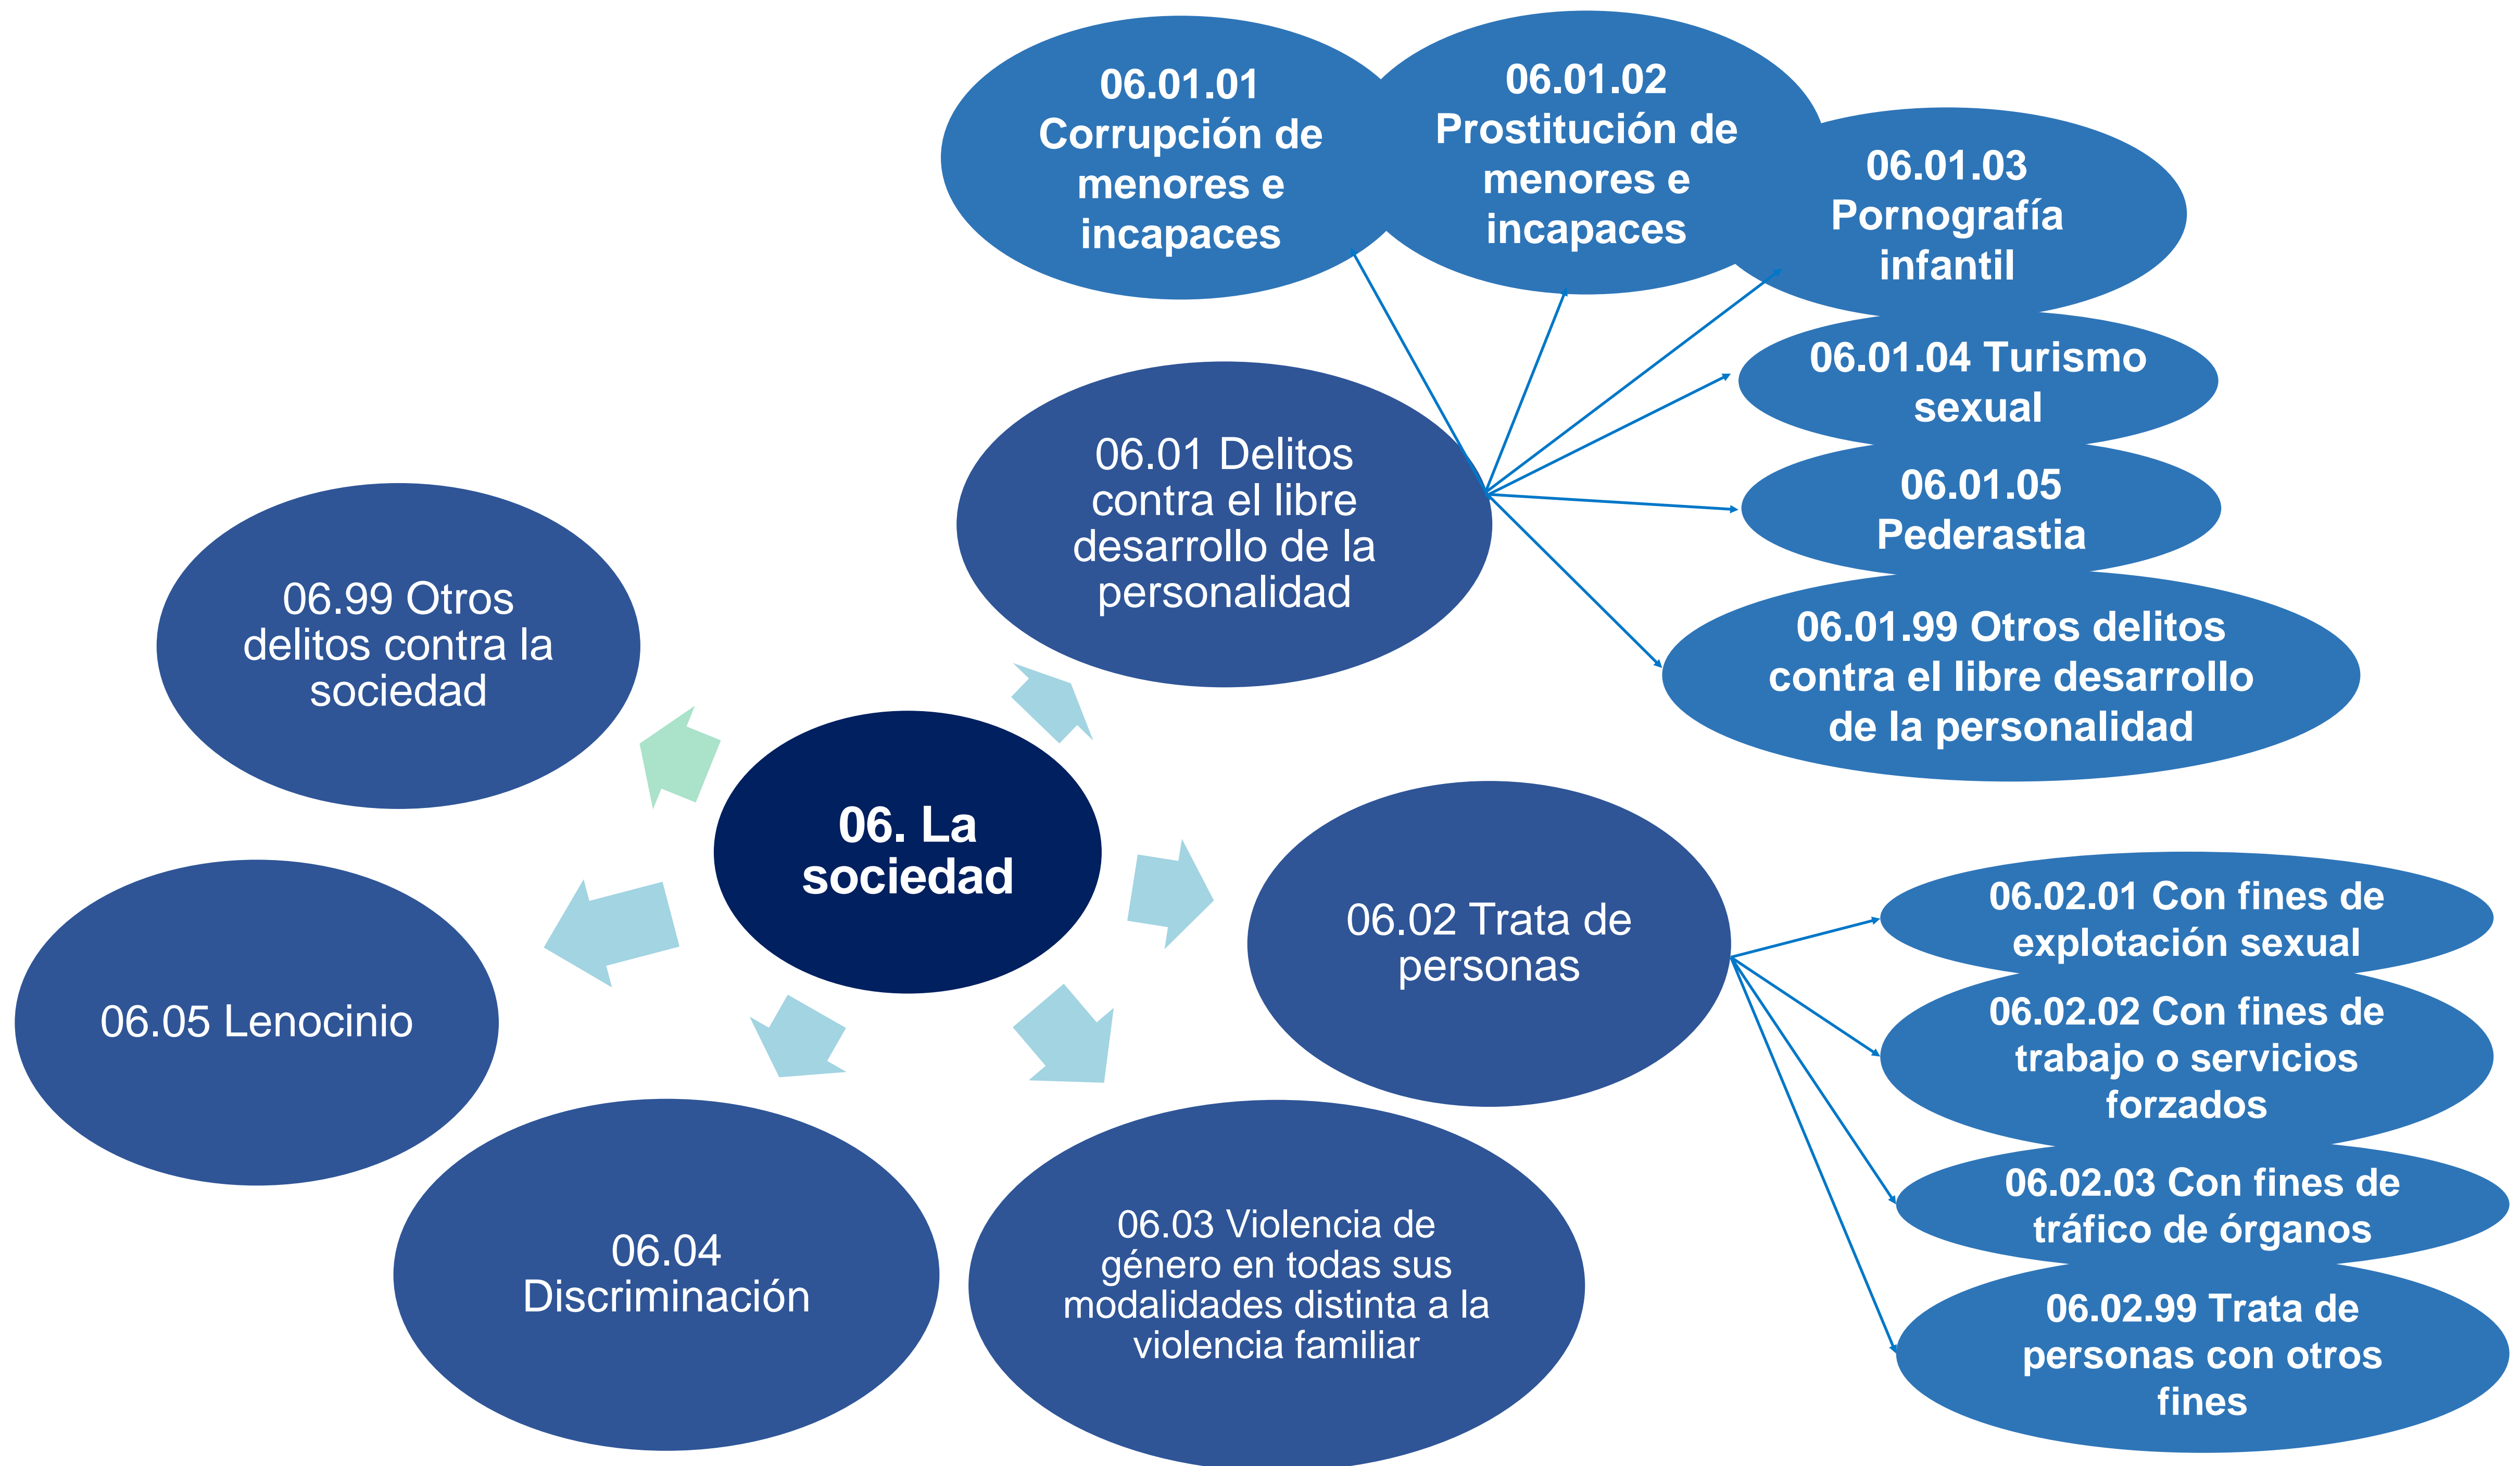 06.01.01
Corrupción de
menores e
incapaces
06.01.02
Prostitución de
menores e
incapaces
06.01.03
Pornografía
infantil
06.01.04 Turismo
sexual
06.01.05
Pederastia
06.01.99 Otros delitos
contra el libre desarrollo
de la personalidad
06.01 Delitos
contra el libre
desarrollo de la
personalidad
06.99 Otros
delitos contra la
sociedad
06. La
sociedad
06.02 Trata de
personas
06.02.01 Con fines de
explotación sexual
06.02.02 Con fines de
trabajo o servicios
forzados
06.02.03 Con fines de
tráfico de órganos
06.02.99 Trata de
personas con otros
fines
06.05 Lenocinio
06.04
Discriminación
06.03 Violencia de
género en todas sus
modalidades distinta a la
violencia familiar